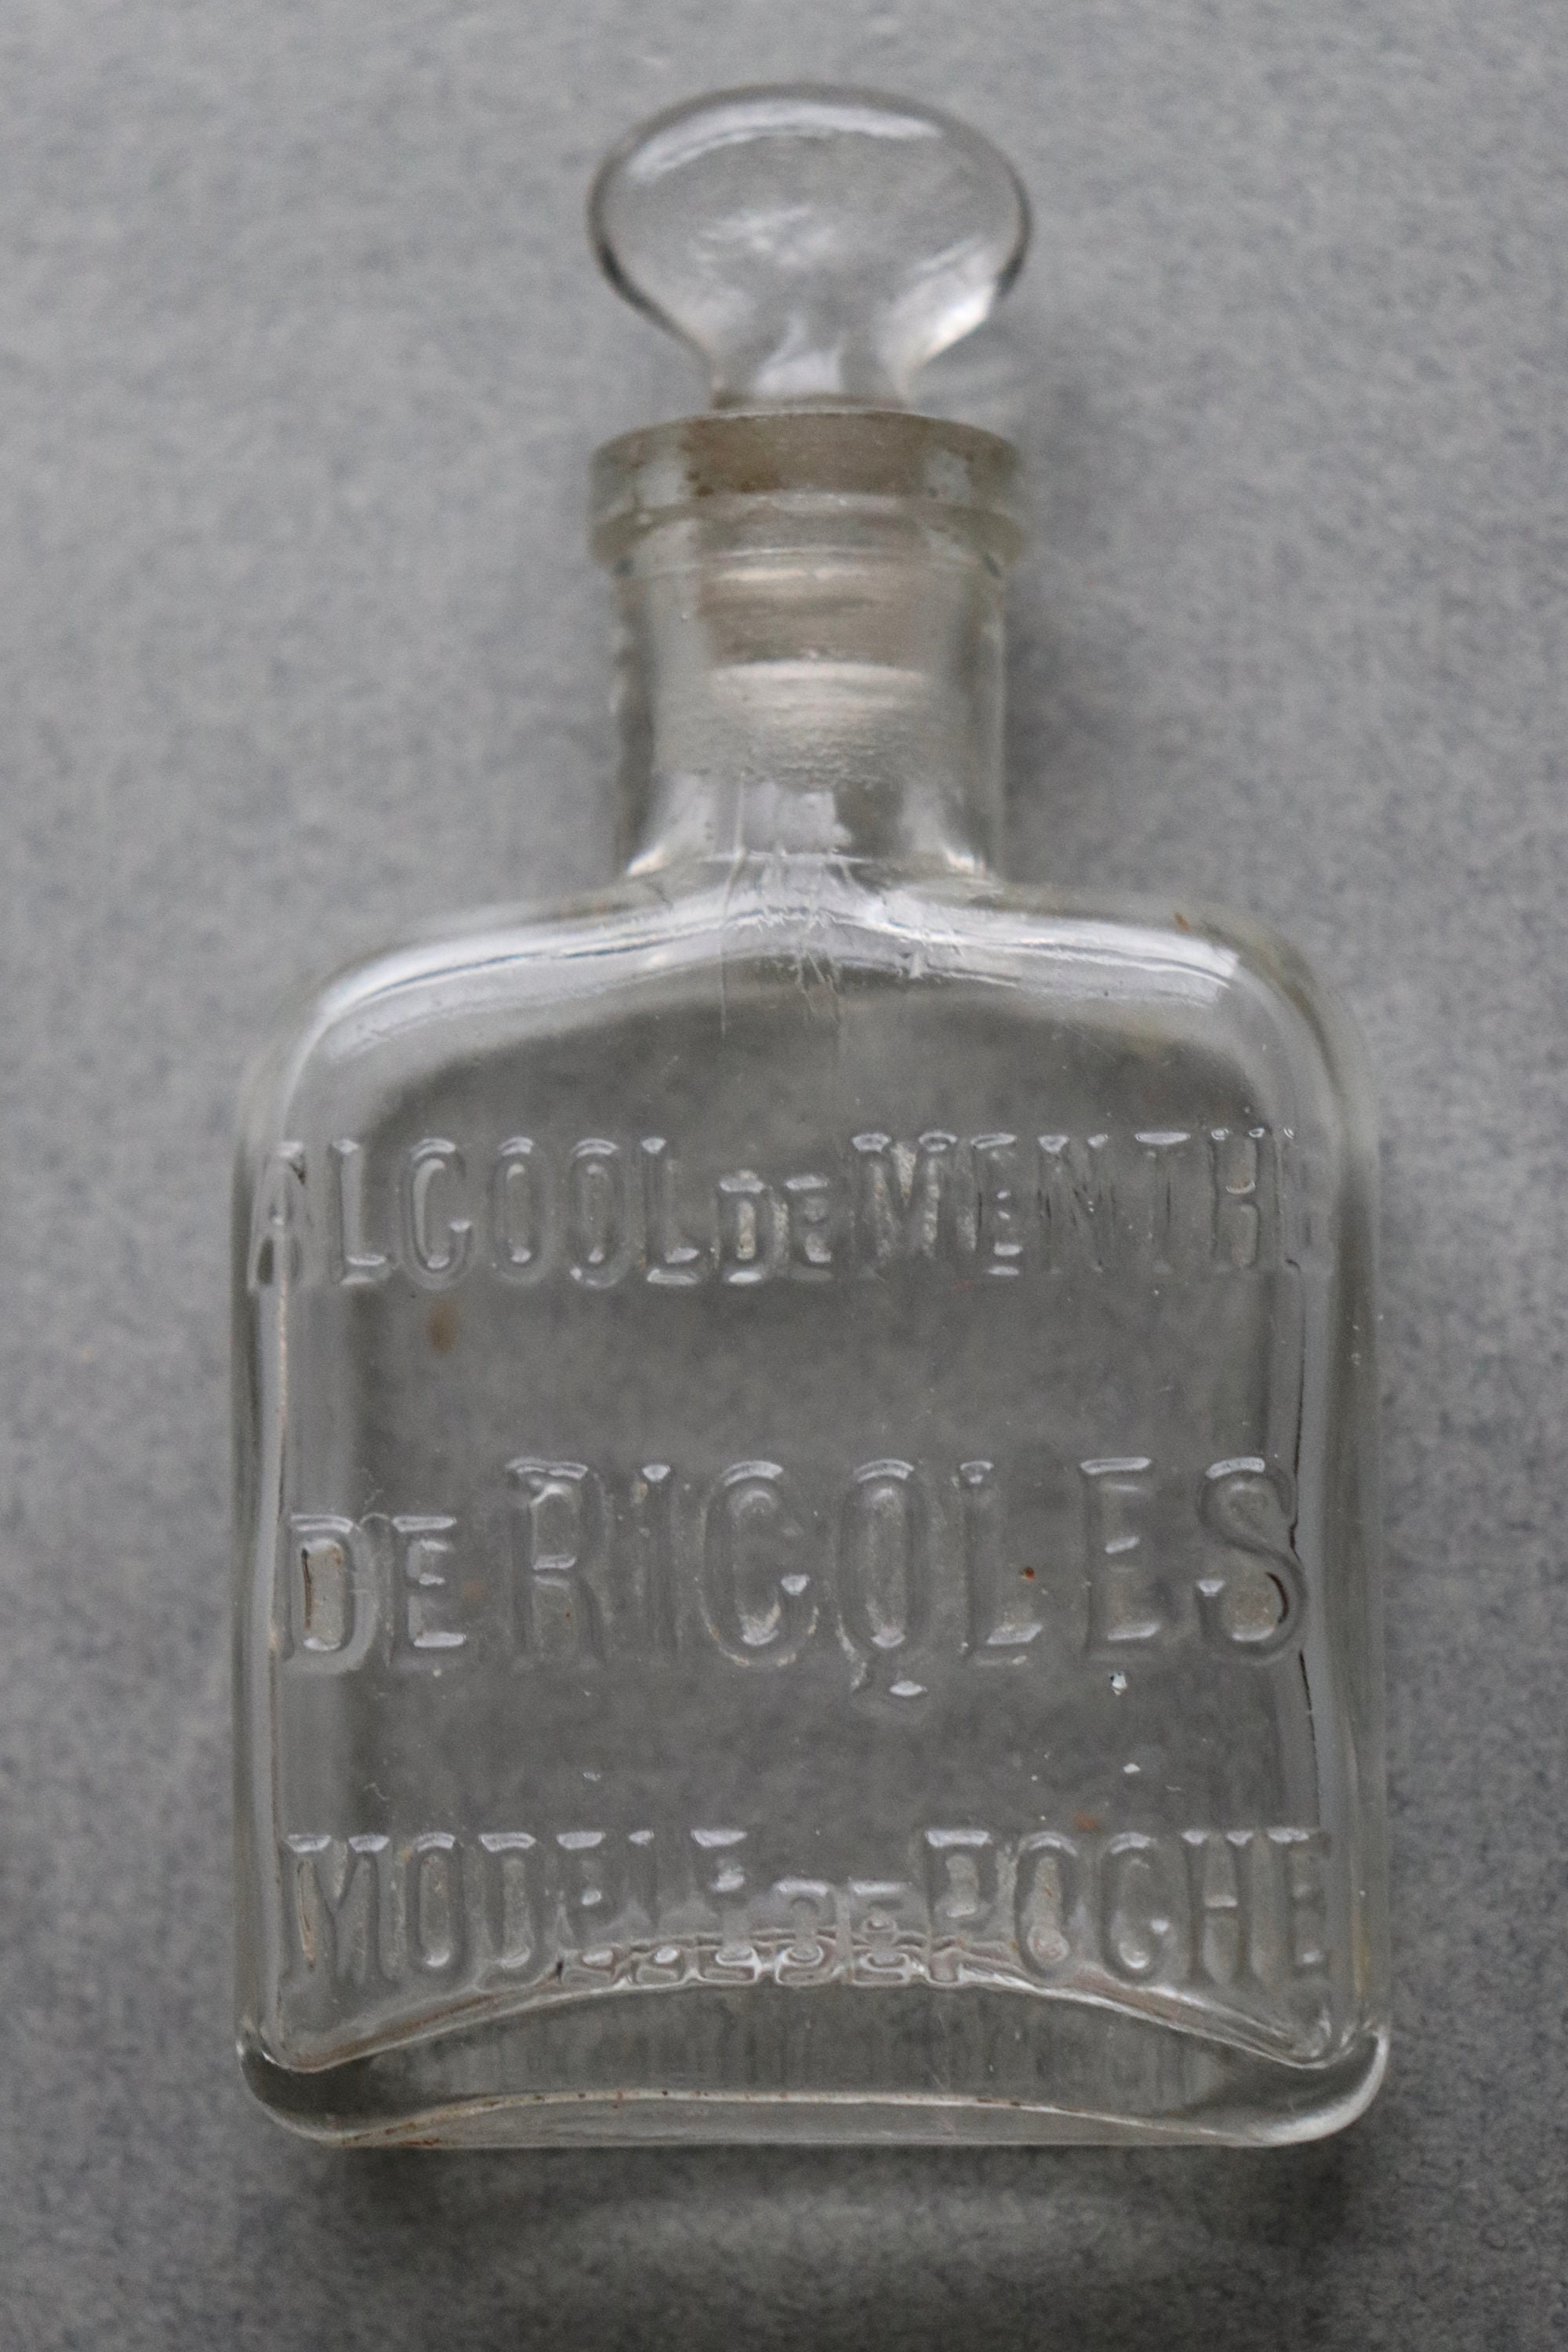 ALCOOL DE MENTHE
DE RICQLES
MODELE DE POCHE